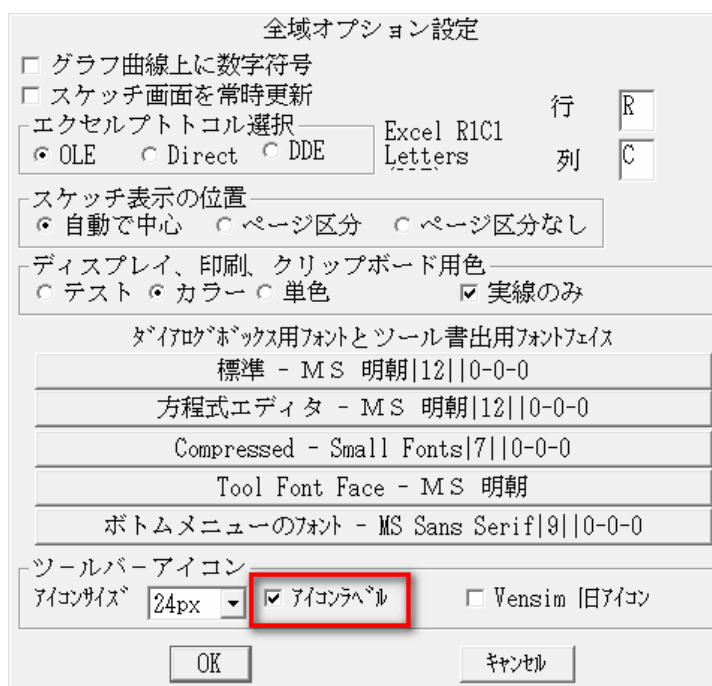 全域オプション設定
グラフ曲線上に数字符号
スケッチ画面を常時更新
エクセルプトトコル選択
OLE Direct DDE
Excel R1C1
Letters
行 R
列 C
スケッチ表示の位置
自動で中心 ページ区分 ページ区分なし
ディスプレイ、印刷、クリップボード用色
テスト カラー 単色 実線のみ
ﾀﾞｲｱﾛｸﾞﾎﾞｯｸｽ用ﾌｫﾝﾄとツール書出用ﾌｫﾝﾄﾌｪｲｽ
標準 - ＭＳ 明朝|12||0-0-0
方程式エディタ - ＭＳ 明朝|12||0-0-0
Compressed - Small Fonts|7||0-0-0
Tool Font Face - ＭＳ 明朝
ボトムメニューのﾌｫﾝﾄ - MS Sans Serif|9||0-0-0
ツールバーアイコン
ｱｲｺﾝｻｲｽﾞ 24px ｱｲｺﾝﾗﾍﾞﾙ Vensim 旧ｱｲｺﾝ
OK ｷｬﾝｾﾙ